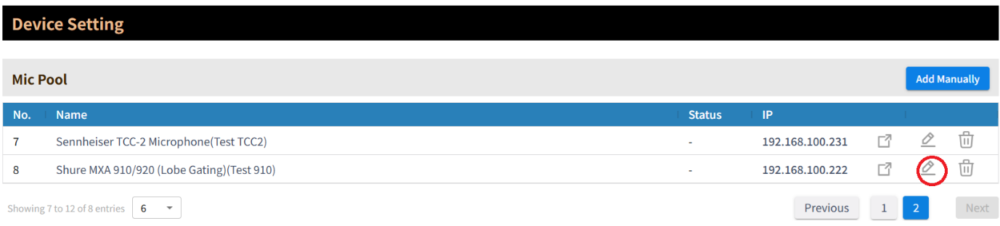 Device Setting
Mic Pool Add Manually
No. Name Status IP
7 Sennheiser TCC-2 Microphone(Test TCC2) - 192.168.100.231
8 Shure MXA 910/920 (Lobe Gating)(Test 910) - 192.168.100.222
Showing 7 to 12 of 8 entries 6 Previous 1 2 Next